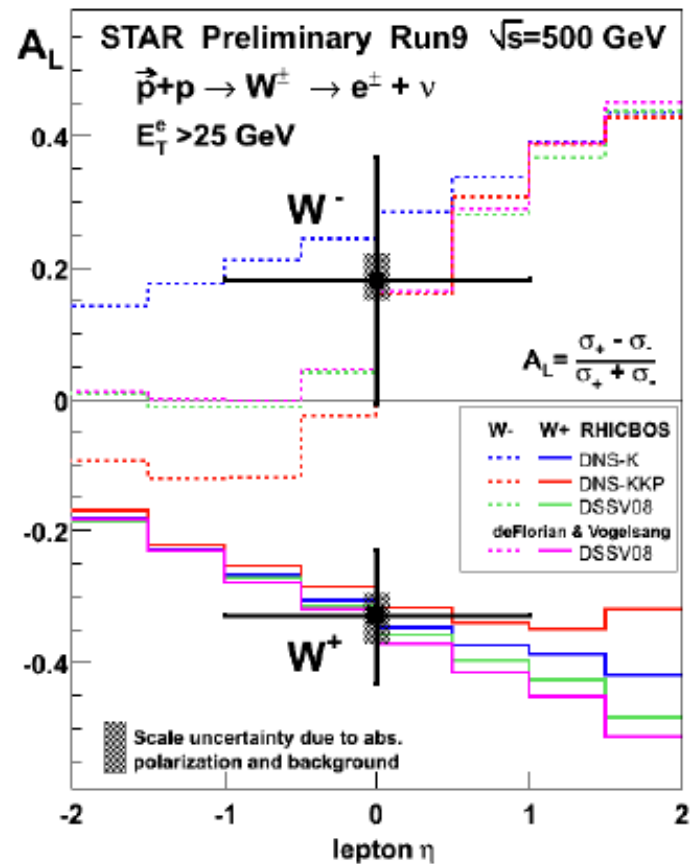 A_L
STAR Preliminary Run9 √s=500 GeV
p⃗+p → W^± → e^± + ν
E_T^e >25 GeV
0.4
W^-
0.2
A_L = (σ_+ - σ_-)/(σ_+ + σ_-)
0
W- W+ RHICBOS
DNS-K
DNS-KKP
DSSV08
deFlorian & Vogelsang
DSSV08
-0.2
-0.4
W^+
Scale uncertainty due to abs.
polarization and background
-2 -1 0 1 2
lepton η